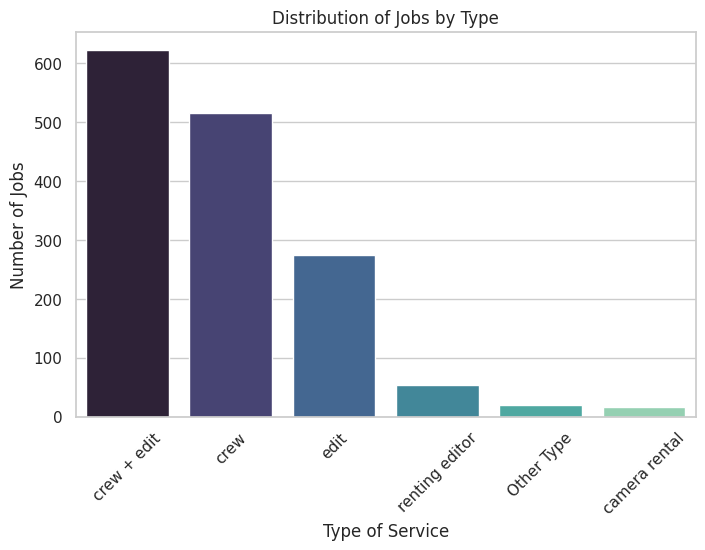 Distribution of Jobs by Type
Number of Jobs
600
500
400
300
200
100
0
crew + edit
crew
edit
renting editor
Other Type
camera rental
Type of Service